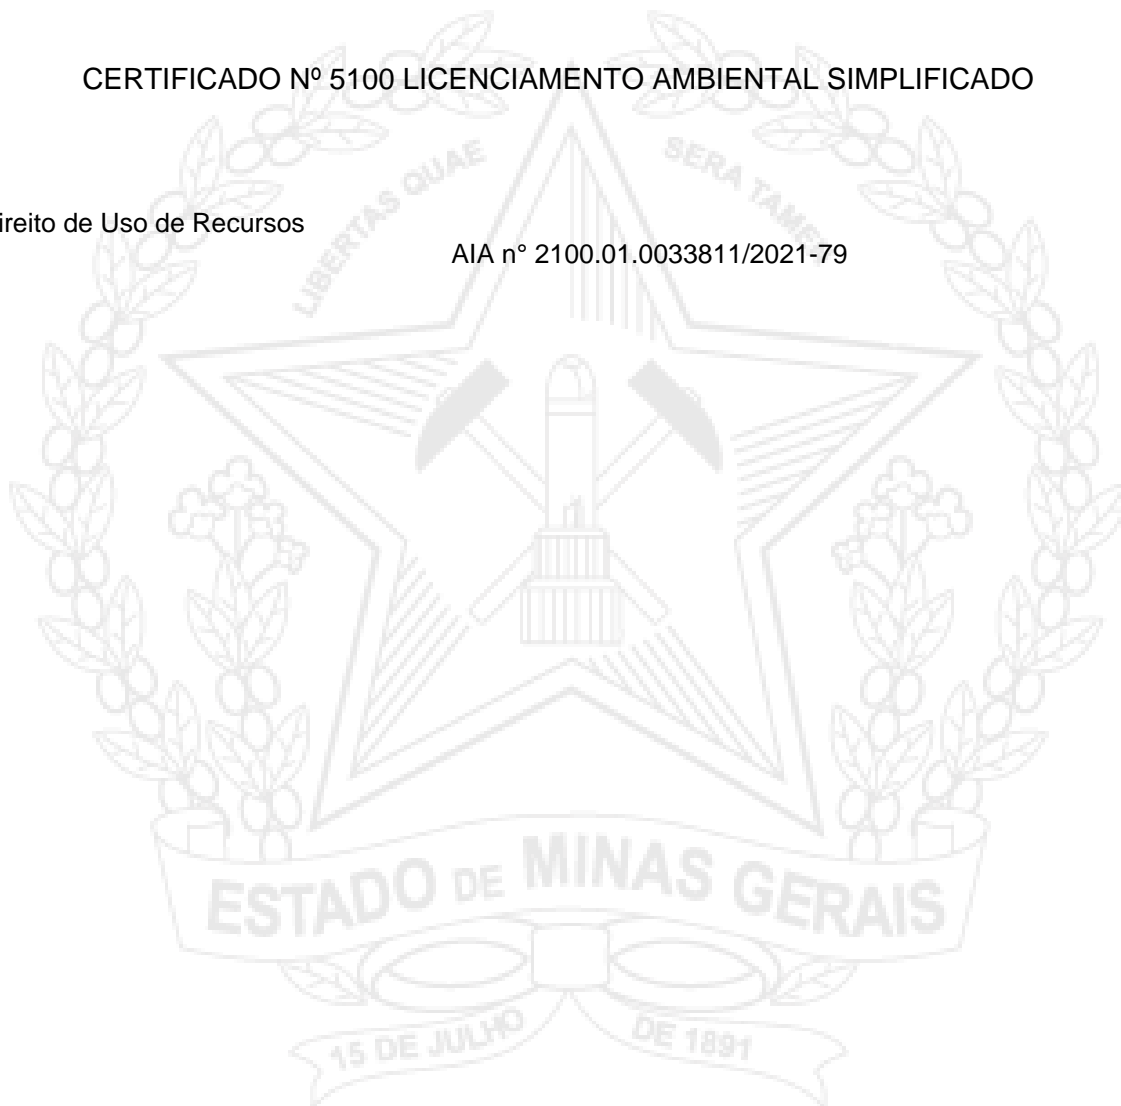 CERTIFICADO Nº 5100 LICENCIAMENTO AMBIENTAL SIMPLIFICADO
LIBERTAS QUAE
SERA TAMEN
ireito de Uso de Recursos
AIA n° 2100.01.0033811/2021-79
ESTADO DE MINAS GERAIS
15 DE JULHO
DE 1891